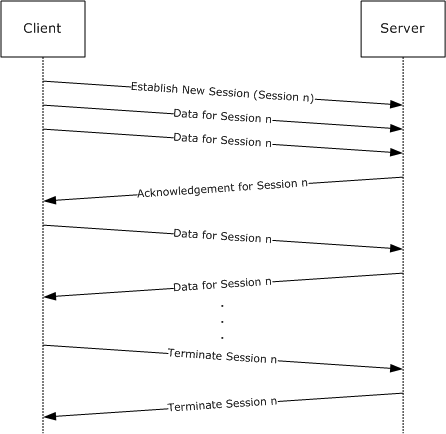 Client
Server
Establish New Session (Session n)
Data for Session n
Data for Session n
Acknowledgement for Session n
Data for Session n
Data for Session n
.
.
.
Terminate Session n
Terminate Session n